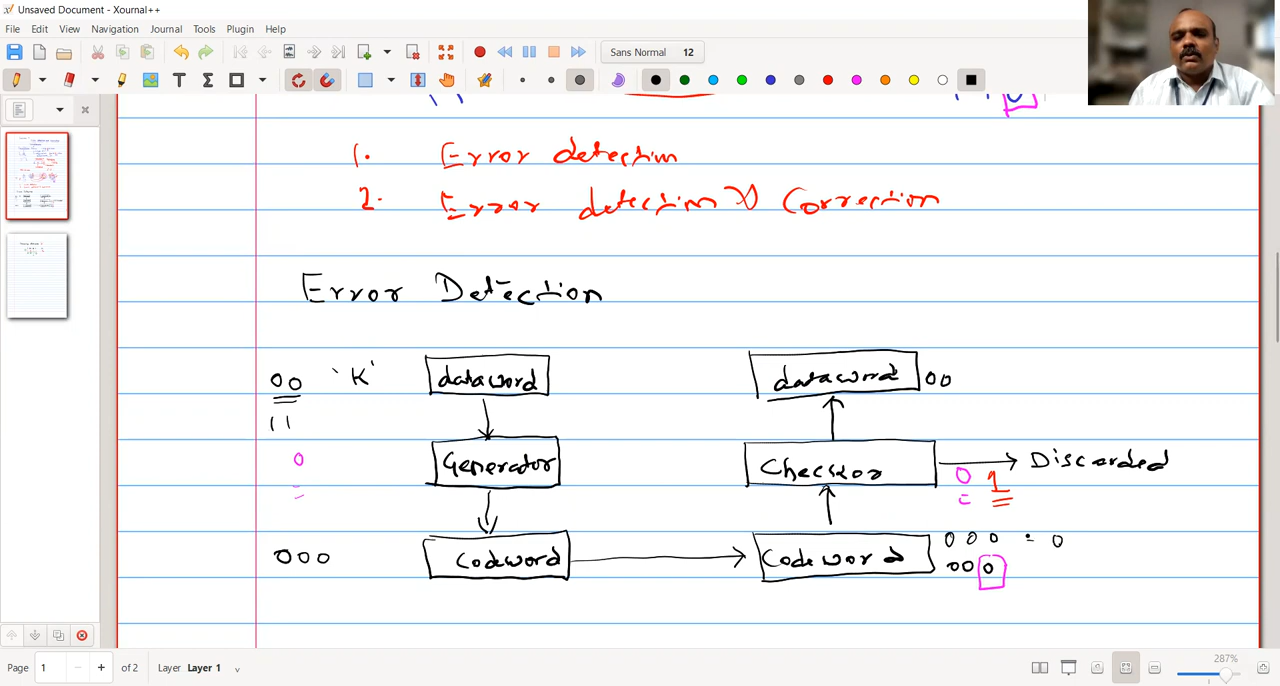 Unsaved Document - Xournal++
File Edit View Navigation Journal Tools Plugin Help
Sans Normal 12
1. Error detection
2. Error detection & Correction
Error Detection
00 'K' dataword dataword 00
11
0 Generator Checker Discarded
0 1
000 Codeword Codeword 000 = 0
000
Page 1 of 2 Layer Layer 1 287%